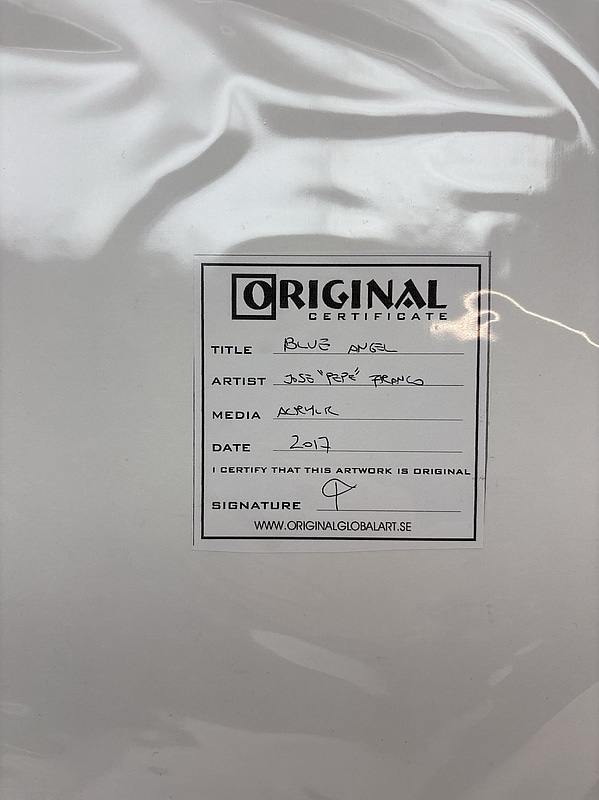 ORIGINAL
CERTIFICATE
TITLE BLUE ANGEL
ARTIST JOSE "PEPE" FRANCO
MEDIA ACRYLIC
DATE 2017
I CERTIFY THAT THIS ARTWORK IS ORIGINAL
SIGNATURE
WWW.ORIGINALGLOBALART.SE